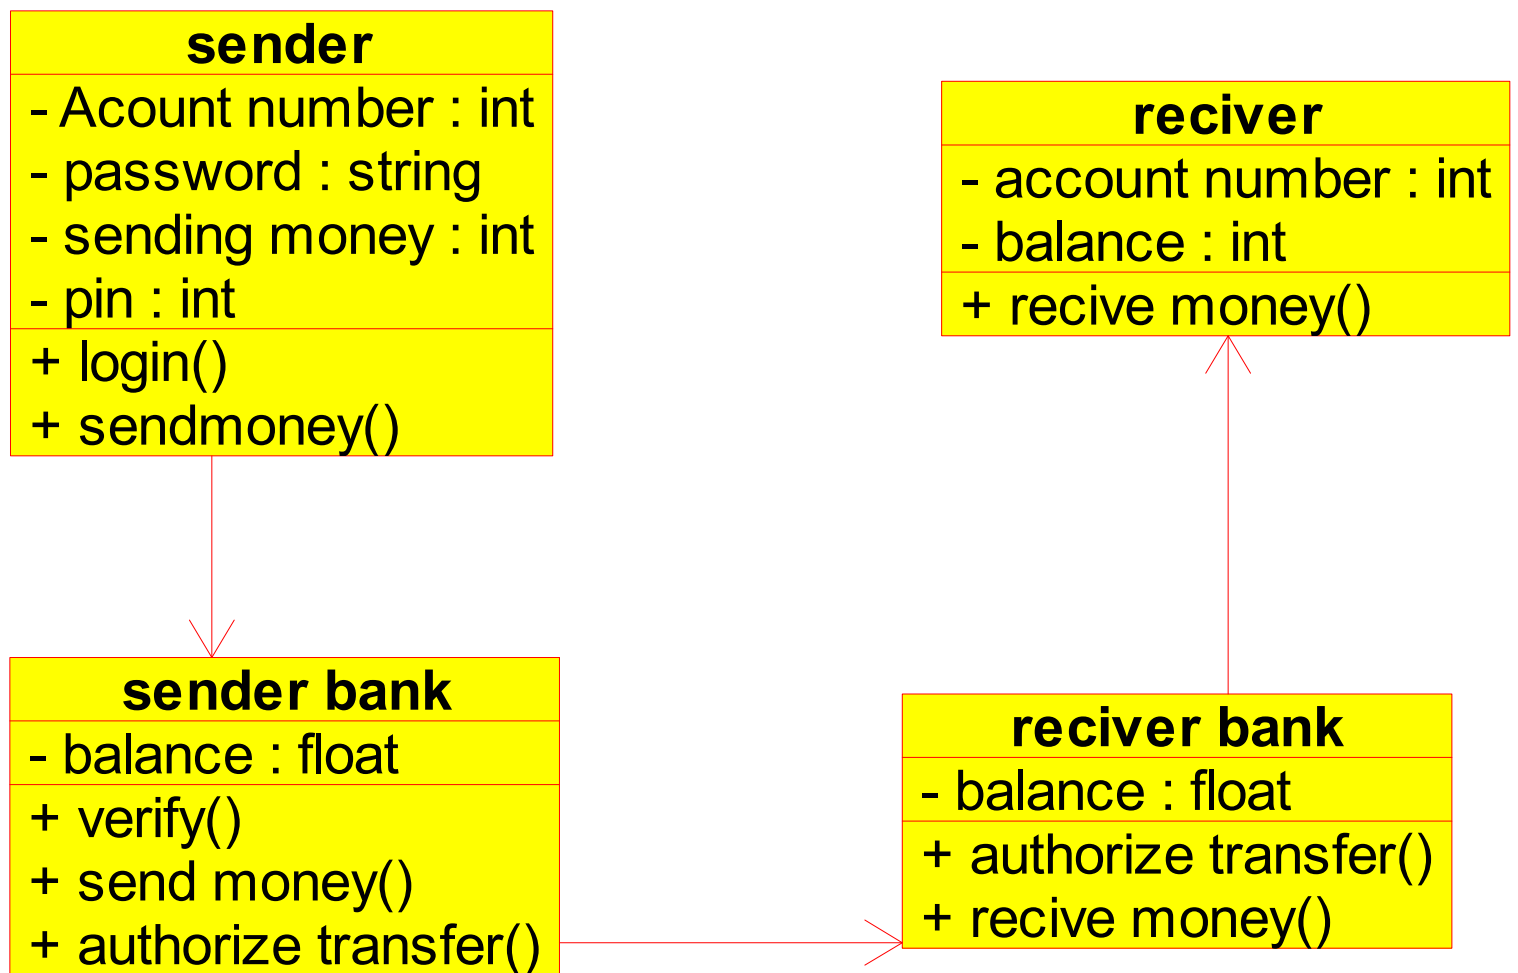 sender
- Acount number : int
- password : string
- sending money : int
- pin : int
+ login()
+ sendmoney()
reciver
- account number : int
- balance : int
+ recive money()
sender bank
- balance : float
+ verify()
+ send money()
+ authorize transfer()
reciver bank
- balance : float
+ authorize transfer()
+ recive money()